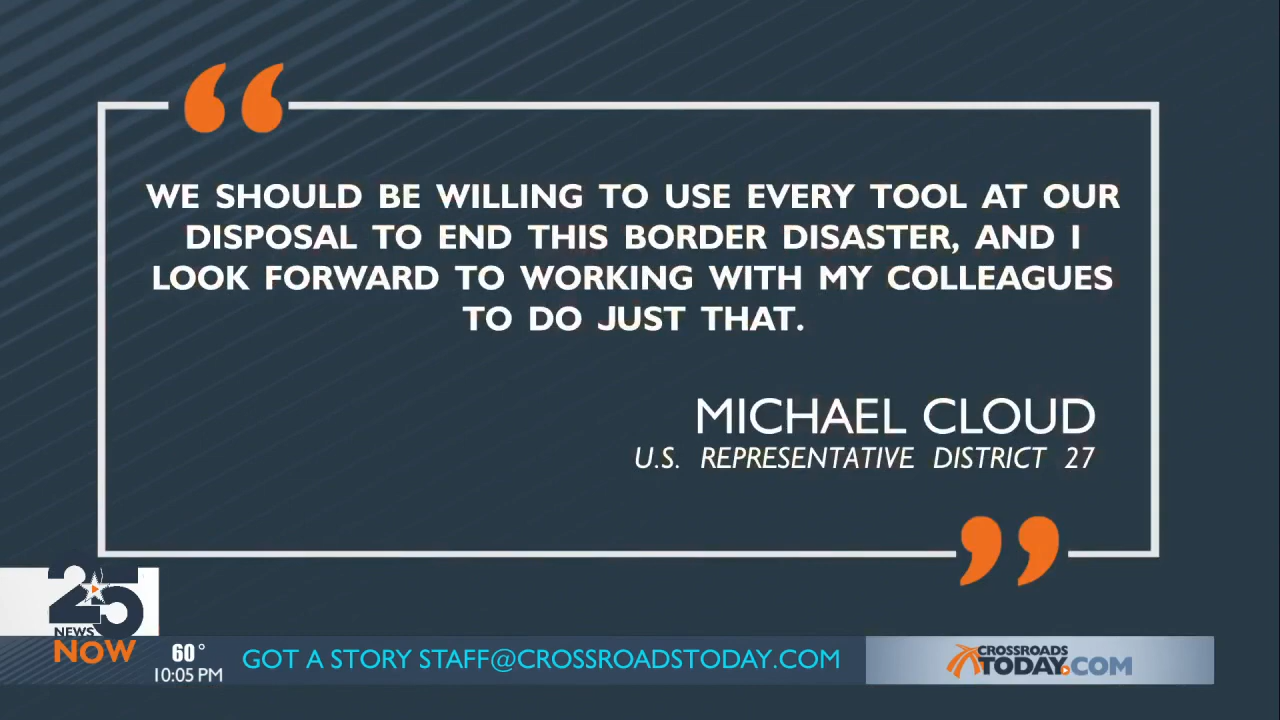 WE SHOULD BE WILLING TO USE EVERY TOOL AT OUR
DISPOSAL TO END THIS BORDER DISASTER, AND I
LOOK FORWARD TO WORKING WITH MY COLLEAGUES
TO DO JUST THAT.
MICHAEL CLOUD
U.S. REPRESENTATIVE DISTRICT 27
25
NEWS
NOW
60°
10:05 PM
GOT A STORY STAFF@CROSSROADSTODAY.COM
CROSSROADS
TODAY.COM